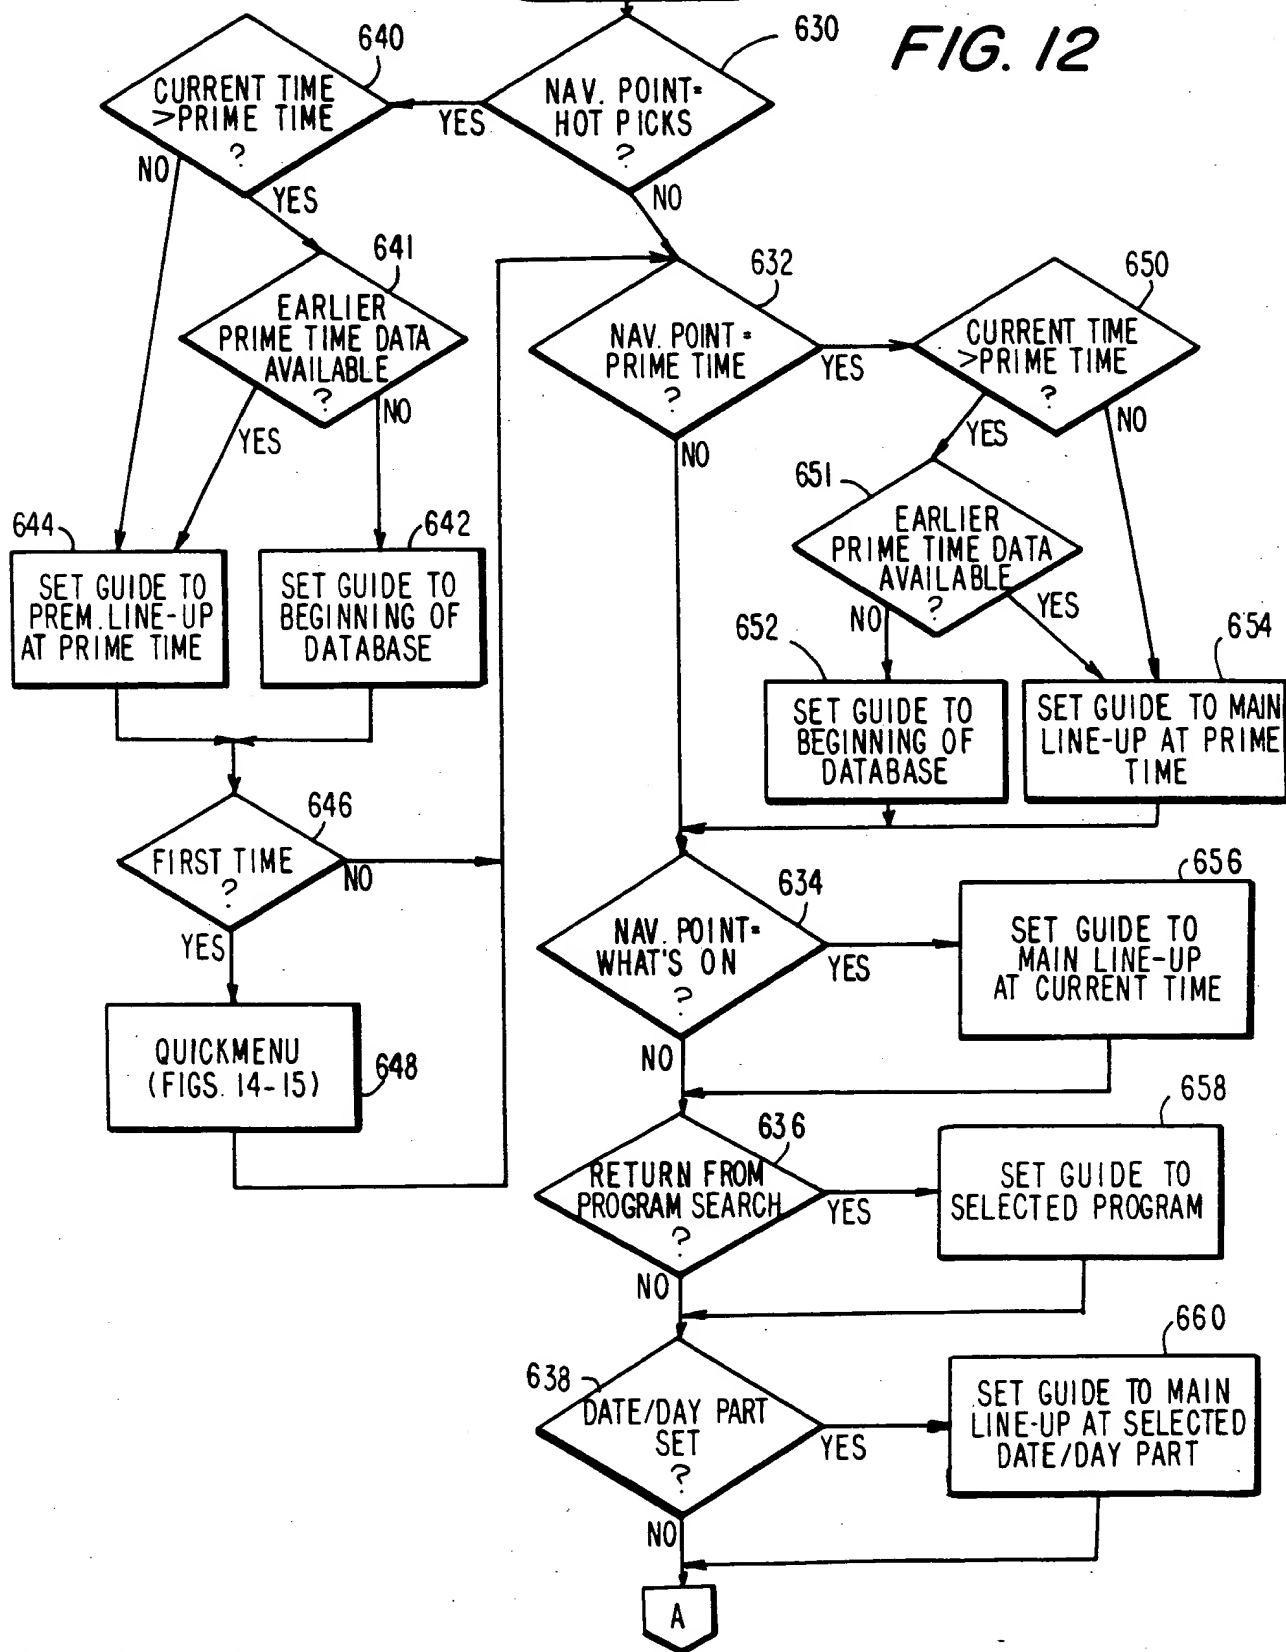 FIG. 12
640
CURRENT TIME
>PRIME TIME
?
NO
YES
YES
630
NAV. POINT=
HOT PICKS
?
NO
641
EARLIER
PRIME TIME DATA
AVAILABLE
?
YES
NO
632
NAV. POINT=
PRIME TIME
?
YES
NO
650
CURRENT TIME
>PRIME TIME
?
YES
NO
651
EARLIER
PRIME TIME DATA
AVAILABLE
?
NO
YES
644
SET GUIDE TO
PREM. LINE-UP
AT PRIME TIME
642
SET GUIDE TO
BEGINNING OF
DATABASE
652
SET GUIDE TO
BEGINNING OF
DATABASE
654
SET GUIDE TO MAIN
LINE-UP AT PRIME
TIME
646
FIRST TIME
?
NO
YES
QUICKMENU
(FIGS. 14-15)
648
634
NAV. POINT=
WHAT'S ON
?
YES
NO
656
SET GUIDE TO
MAIN LINE-UP
AT CURRENT TIME
636
RETURN FROM
PROGRAM SEARCH
?
YES
NO
658
SET GUIDE TO
SELECTED PROGRAM
638
DATE/DAY PART
SET
?
YES
NO
660
SET GUIDE TO MAIN
LINE-UP AT SELECTED
DATE/DAY PART
A